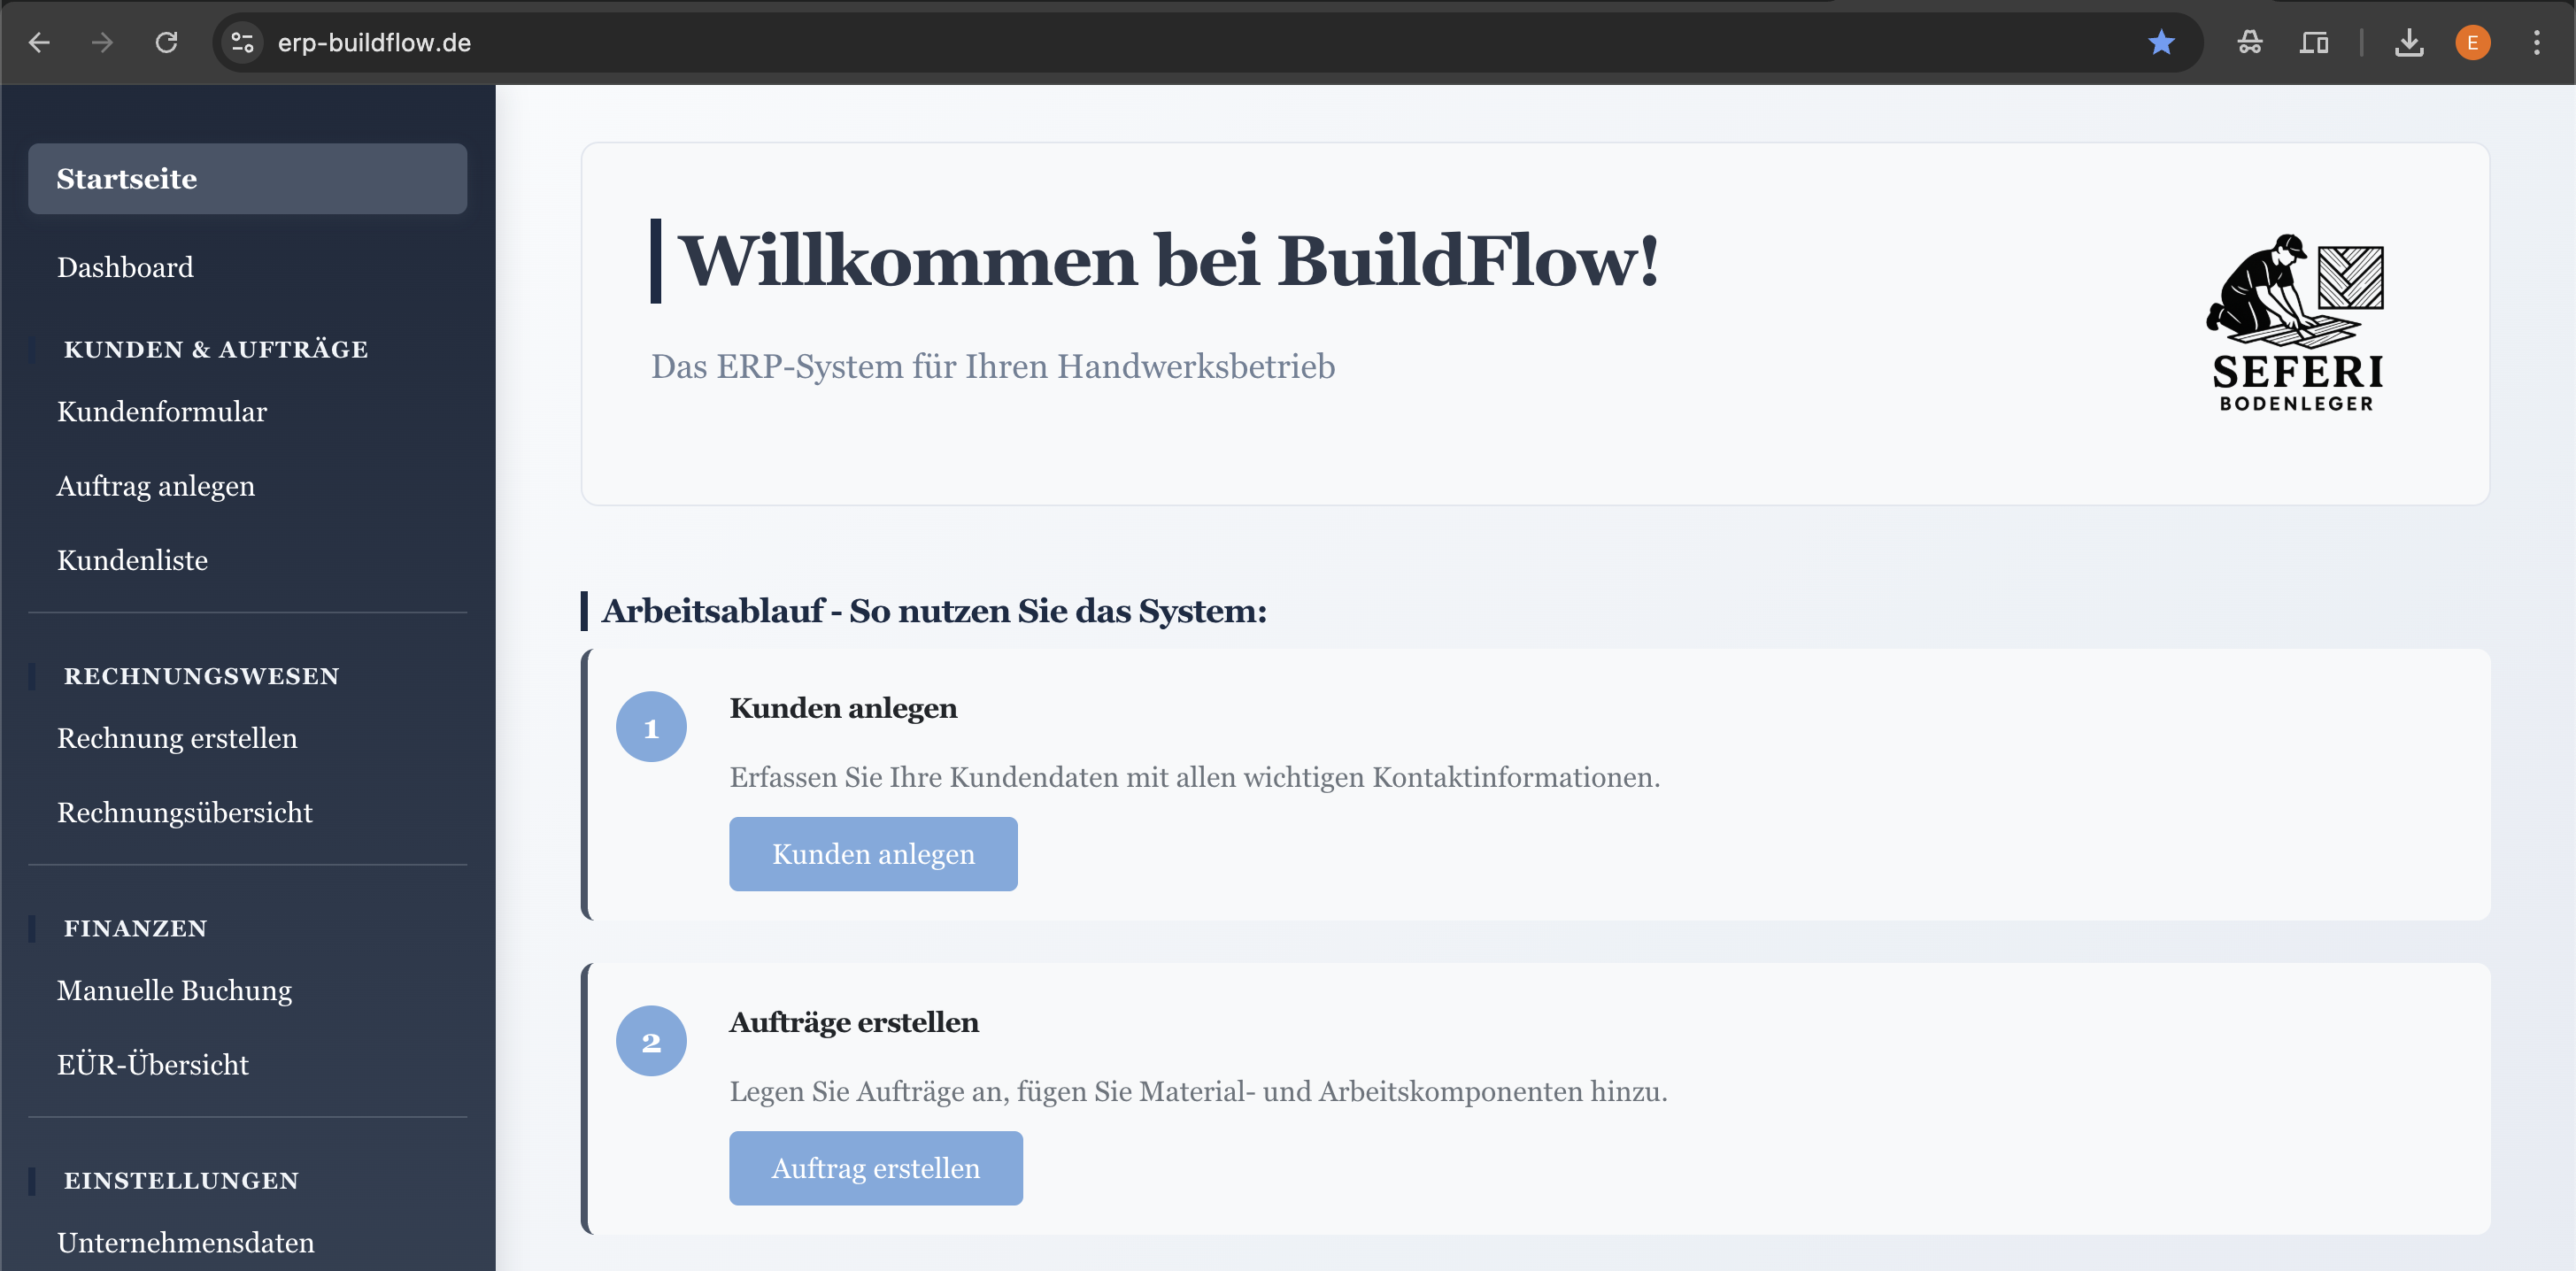 erp-buildflow.de
E
Startseite
Dashboard
KUNDEN & AUFTRÄGE
Kundenformular
Auftrag anlegen
Kundenliste
RECHNUNGSWESEN
Rechnung erstellen
Rechnungsübersicht
FINANZEN
Manuelle Buchung
EÜR-Übersicht
EINSTELLUNGEN
Unternehmensdaten
Willkommen bei BuildFlow!
Das ERP-System für Ihren Handwerksbetrieb
SEFERI
BODENLEGER
Arbeitsablauf - So nutzen Sie das System:
1
Kunden anlegen
Erfassen Sie Ihre Kundendaten mit allen wichtigen Kontaktinformationen.
Kunden anlegen
2
Aufträge erstellen
Legen Sie Aufträge an, fügen Sie Material- und Arbeitskomponenten hinzu.
Auftrag erstellen